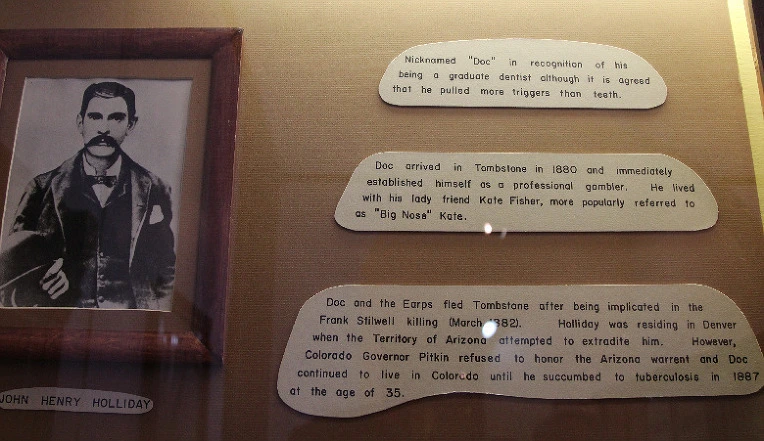 Nicknamed "Doc" in recognition of his
being a graduate dentist although it is agreed
that he pulled more triggers than teeth.
Doc arrived in Tombstone in 1880 and immediately
established himself as a professional gambler. He lived
with his lady friend Kate Fisher, more popularly referred to
as "Big Nose" Kate.
Doc and the Earps fled Tombstone after being implicated in the
Frank Stilwell killing (March 1882). Holliday was residing in Denver
when the Territory of Arizona attempted to extradite him. However,
Colorado Governor Pitkin refused to honor the Arizona warrent and Doc
continued to live in Colorado until he succumbed to tuberculosis in 1887
at the age of 35.
JOHN HENRY HOLLIDAY